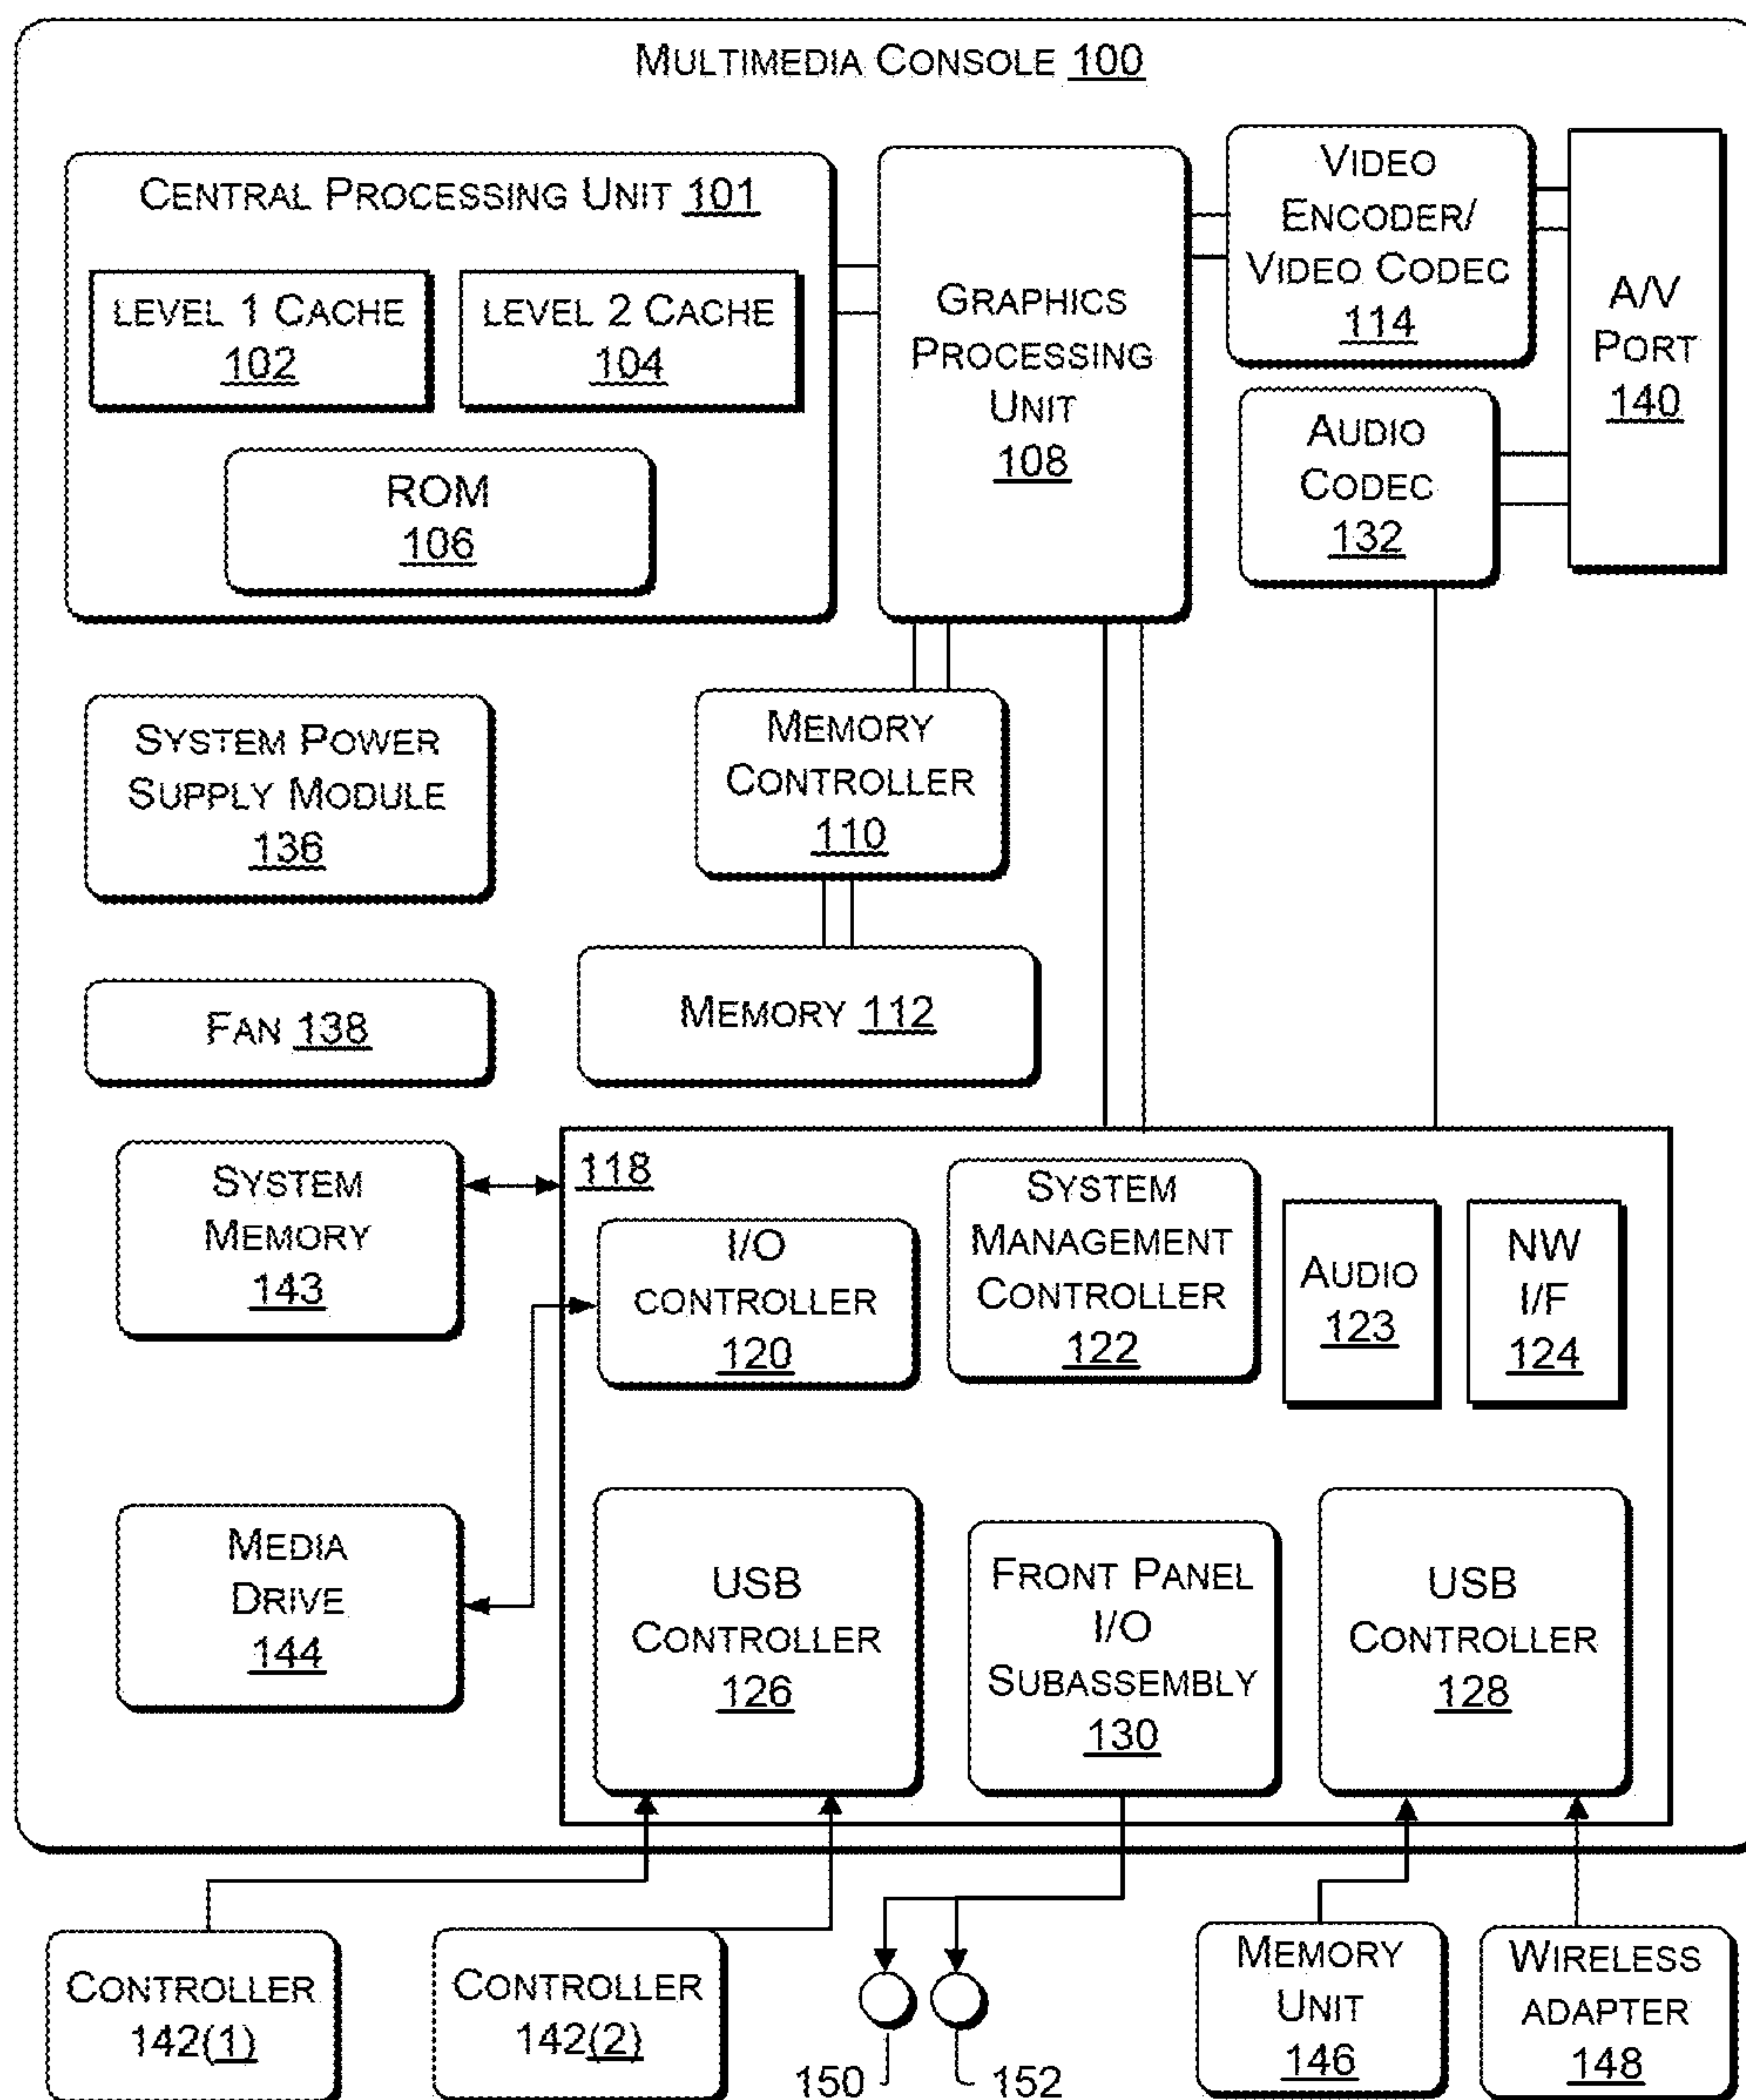 MULTIMEDIA CONSOLE 100
CENTRAL PROCESSING UNIT 101
LEVEL 1 CACHE
102
LEVEL 2 CACHE
104
ROM
106
GRAPHICS
PROCESSING
UNIT
108
VIDEO
ENCODER/
VIDEO CODEC
114
AUDIO
CODEC
132
A/V
PORT
140
SYSTEM POWER
SUPPLY MODULE
136
MEMORY
CONTROLLER
110
FAN 138
MEMORY 112
SYSTEM
MEMORY
143
118
I/O
CONTROLLER
120
SYSTEM
MANAGEMENT
CONTROLLER
122
AUDIO
123
NW
I/F
124
MEDIA
DRIVE
144
USB
CONTROLLER
126
FRONT PANEL
I/O
SUBASSEMBLY
130
USB
CONTROLLER
128
CONTROLLER
142(1)
CONTROLLER
142(2)
150
152
MEMORY
UNIT
146
WIRELESS
ADAPTER
148